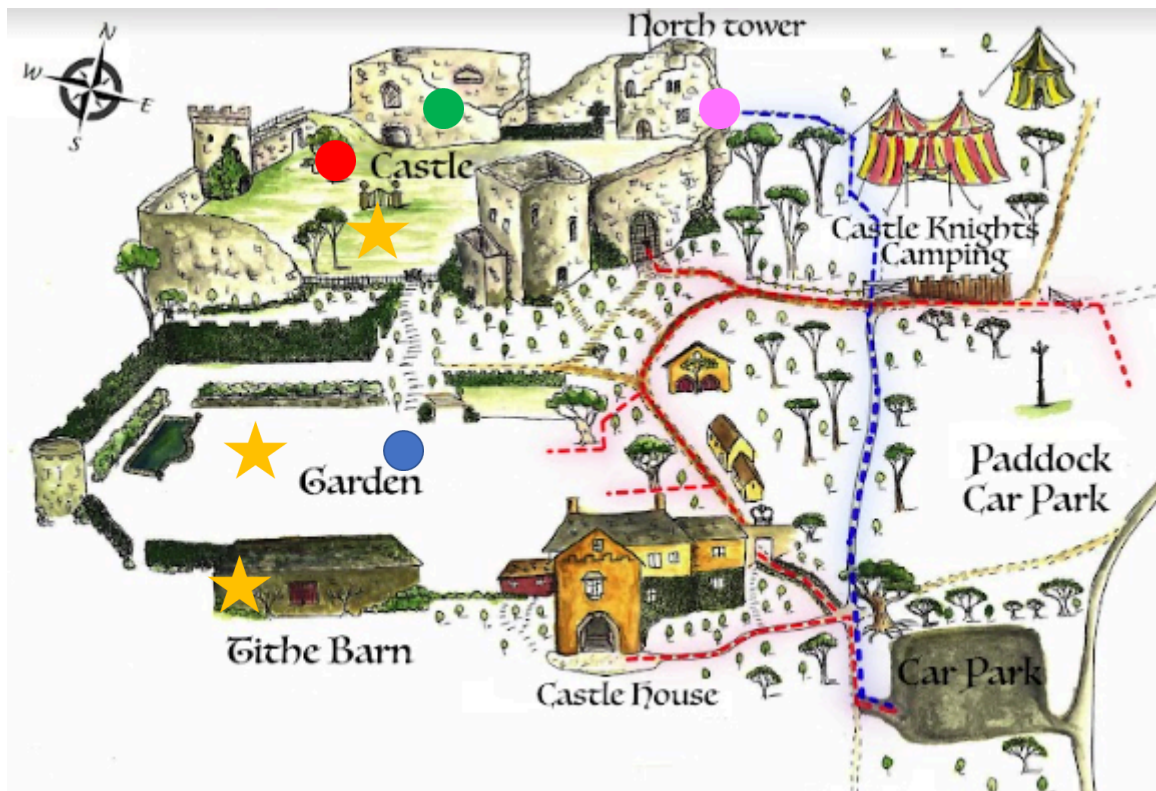 North tower
N
W
E
S
Castle
Castle Knights
Camping
Garden
Paddock
Car Park
Tithe Barn
Castle House
Car Park